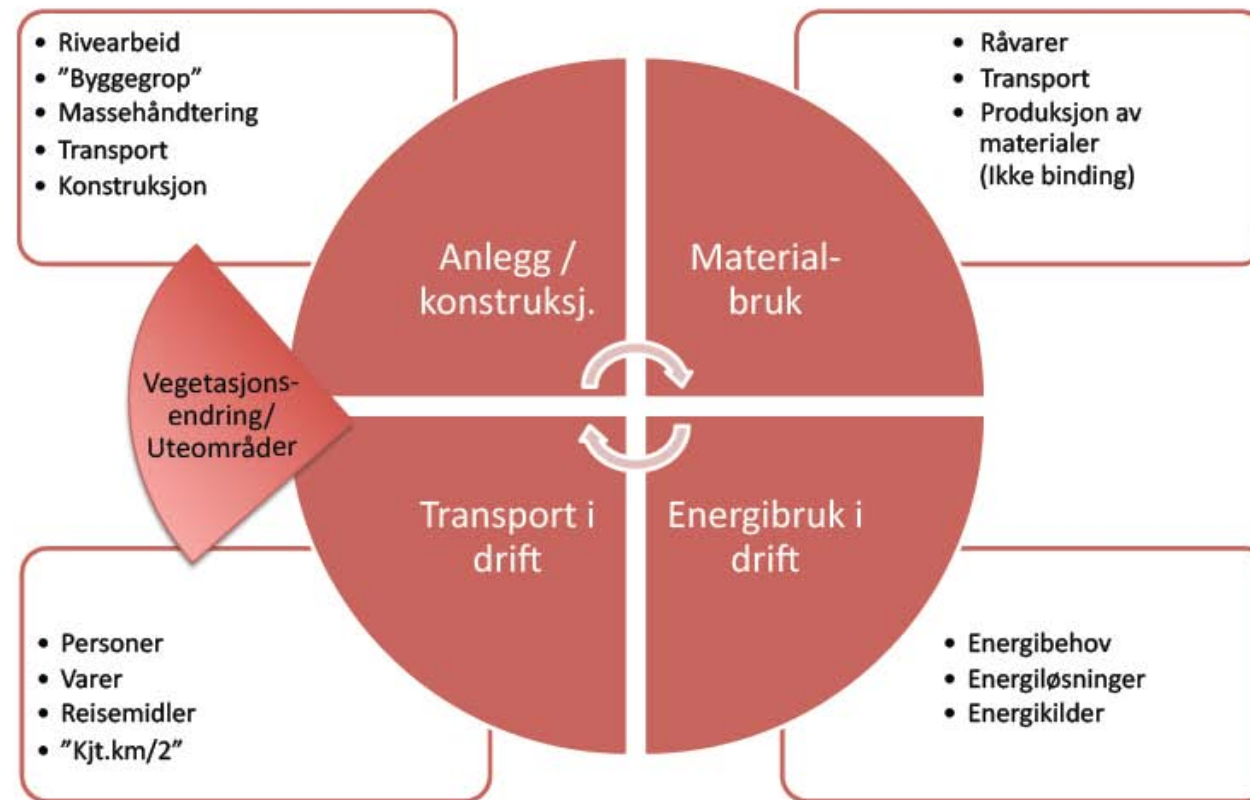 • Rivearbeid
• ”Byggegrop”
• Massehåndtering
• Transport
• Konstruksjon
• Råvarer
• Transport
• Produksjon av
materialer
(Ikke binding)
Anlegg /
konstruksj.
Material-
bruk
Vegetasjons-
endring/
Uteområder
Transport i
drift
Energibruk i
drift
• Personer
• Varer
• Reisemidler
• ”Kjt.km/2”
• Energibehov
• Energiløsninger
• Energikilder